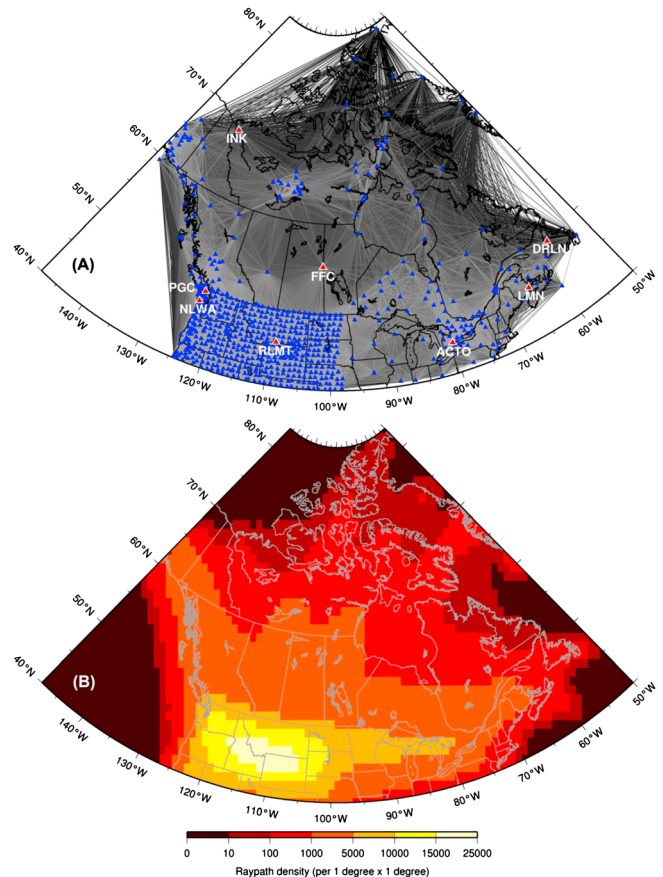 80°N
70°N
60°N
50°N
40°N
INK
(A)
PGC
NLWA
FFC
RLMT
DRLN
LMN
ACTO
50°W
60°W
70°W
80°W
90°W
100°W
110°W
120°W
130°W
140°W
80°N
70°N
60°N
50°N
40°N
(B)
50°W
60°W
70°W
80°W
90°W
100°W
110°W
120°W
130°W
140°W
0 10 100 1000 5000 10000 15000 25000
Raypath density (per 1 degree x 1 degree)